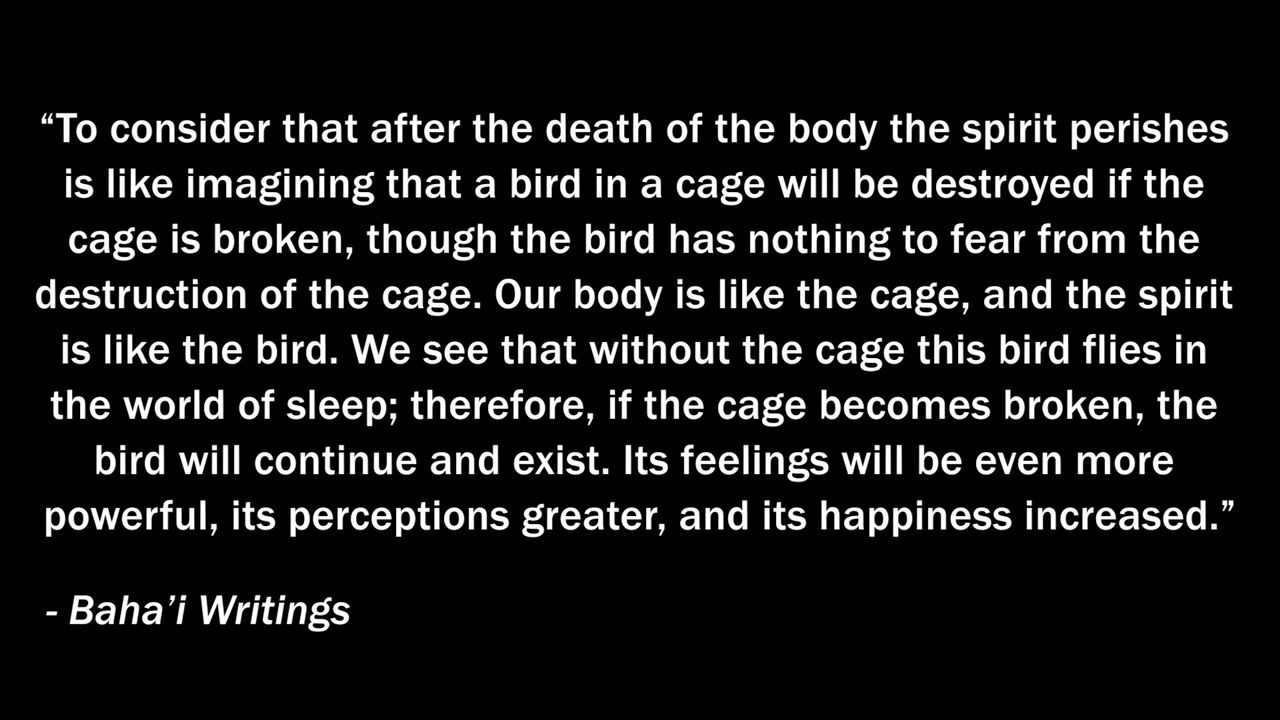 “To consider that after the death of the body the spirit perishes
is like imagining that a bird in a cage will be destroyed if the
cage is broken, though the bird has nothing to fear from the
destruction of the cage. Our body is like the cage, and the spirit
is like the bird. We see that without the cage this bird flies in
the world of sleep; therefore, if the cage becomes broken, the
bird will continue and exist. Its feelings will be even more
powerful, its perceptions greater, and its happiness increased.”
- Baha’i Writings